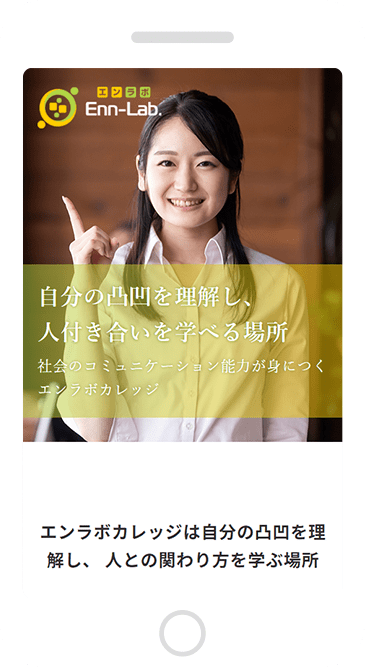 エンラボ
Enn-Lab.
自分の凸凹を理解し、
人付き合いを学べる場所
社会のコミュニケーション能力が身につく
エンラボカレッジ
エンラボカレッジは自分の凸凹を理
解し、 人との関わり方を学ぶ場所